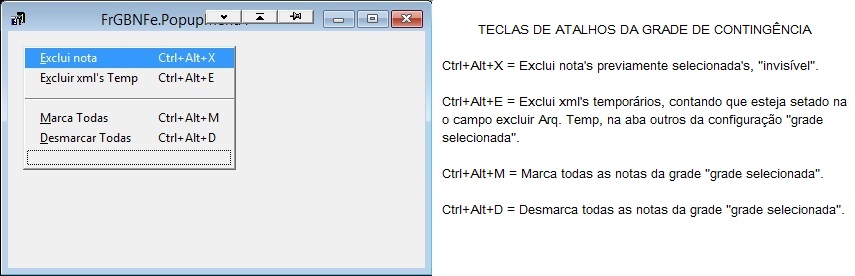 FrGBNFe.Popup
Exclui nota Ctrl+Alt+X
Excluir xml's Temp Ctrl+Alt+E
Marca Todas Ctrl+Alt+M
Desmarcar Todas Ctrl+Alt+D
TECLAS DE ATALHOS DA GRADE DE CONTINGÊNCIA
Ctrl+Alt+X = Exclui nota's previamente selecionada's, "invisível".
Ctrl+Alt+E = Exclui xml's temporários, contando que esteja setado na
o campo excluir Arq. Temp, na aba outros da configuração "grade
selecionada".
Ctrl+Alt+M = Marca todas as notas da grade "grade selecionada".
Ctrl+Alt+D = Desmarca todas as notas da grade "grade selecionada".